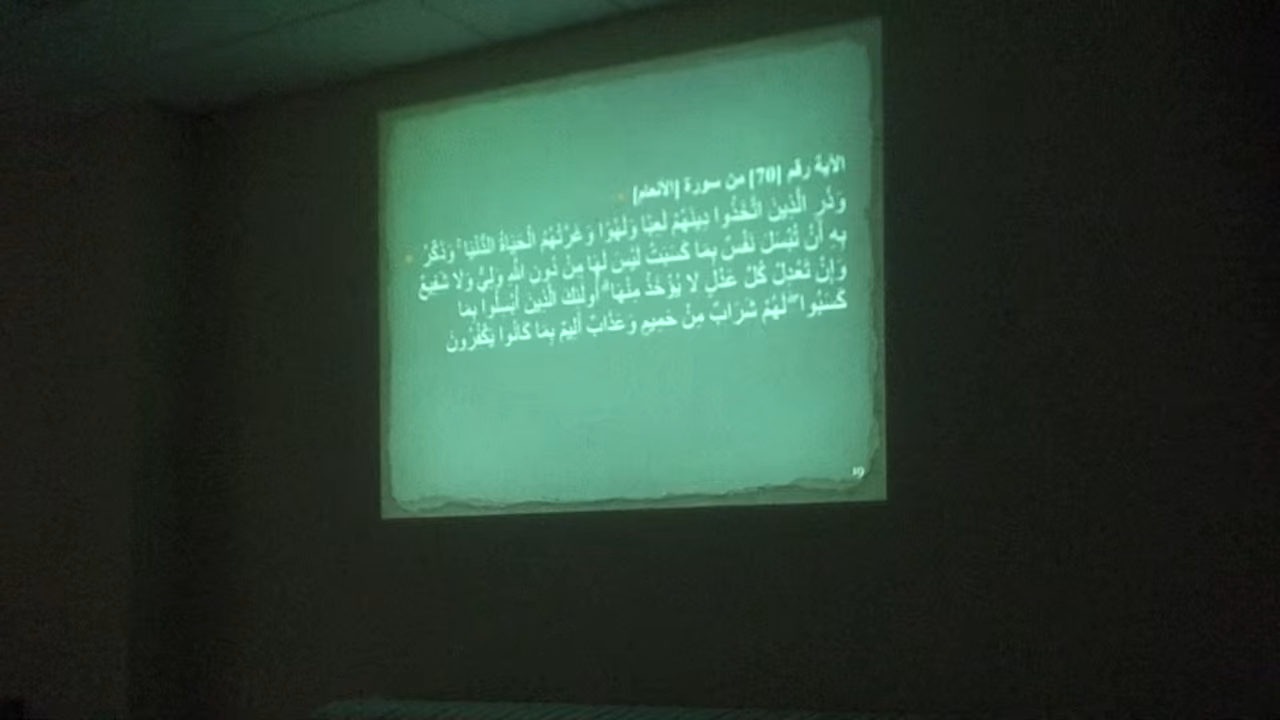 الآية رقم [70] من سورة [الأنعام]
وَذَرِ الَّذِينَ اتَّخَذُوا دِينَهُمْ لَعِبًا وَلَهْوًا وَغَرَّتْهُمُ الْحَيَاةُ الدُّنْيَا ۚ وَذَكِّرْ
بِهِ أَنْ تُبْسَلَ نَفْسٌ بِمَا كَسَبَتْ لَيْسَ لَهَا مِنْ دُونِ اللَّهِ وَلِيٌّ وَلَا شَفِيعٌ
وَإِنْ تَعْدِلْ كُلَّ عَدْلٍ لَا يُؤْخَذْ مِنْهَا ۗ أُولَٰئِكَ الَّذِينَ أُبْسِلُوا بِمَا
كَسَبُوا ۖ لَهُمْ شَرَابٌ مِنْ حَمِيمٍ وَعَذَابٌ أَلِيمٌ بِمَا كَانُوا يَكْفُرُونَ
19